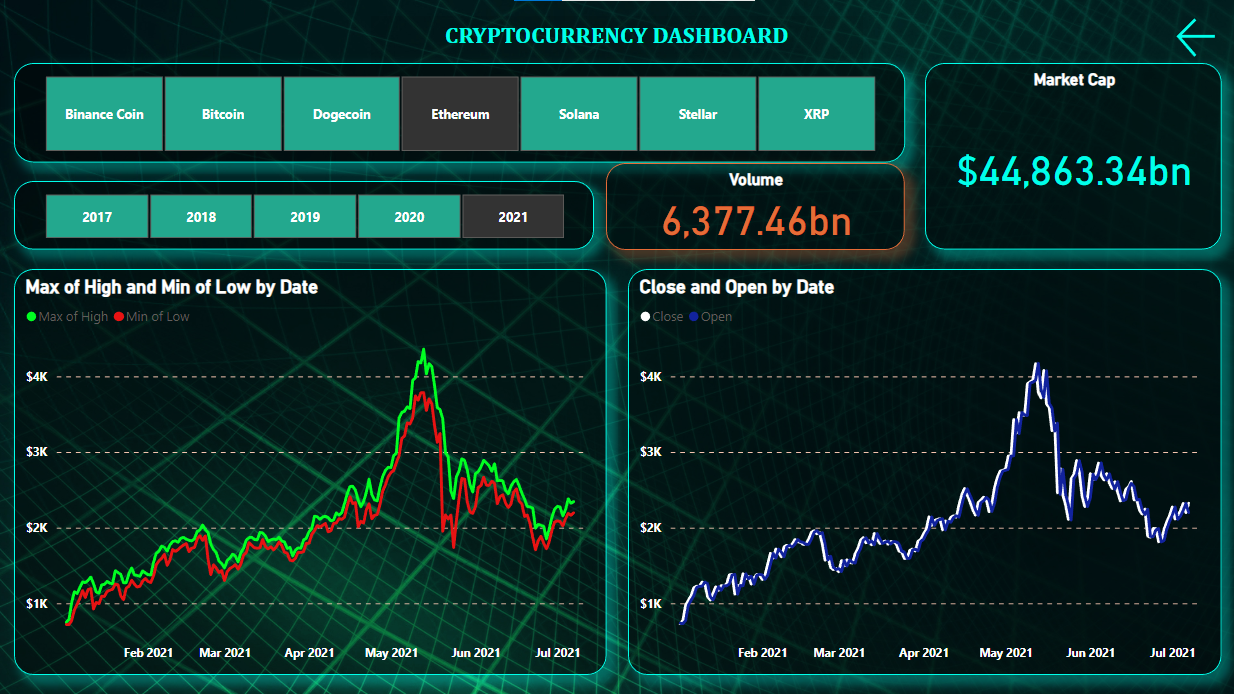 CRYPTOCURRENCY DASHBOARD
Binance Coin Bitcoin Dogecoin Ethereum Solana Stellar XRP
Market Cap
$44,863.34bn
2017 2018 2019 2020 2021
Volume
6,377.46bn
Max of High and Min of Low by Date
Max of High Min of Low
$4K
$3K
$2K
$1K
Feb 2021 Mar 2021 Apr 2021 May 2021 Jun 2021 Jul 2021
Close and Open by Date
Close Open
$4K
$3K
$2K
$1K
Feb 2021 Mar 2021 Apr 2021 May 2021 Jun 2021 Jul 2021